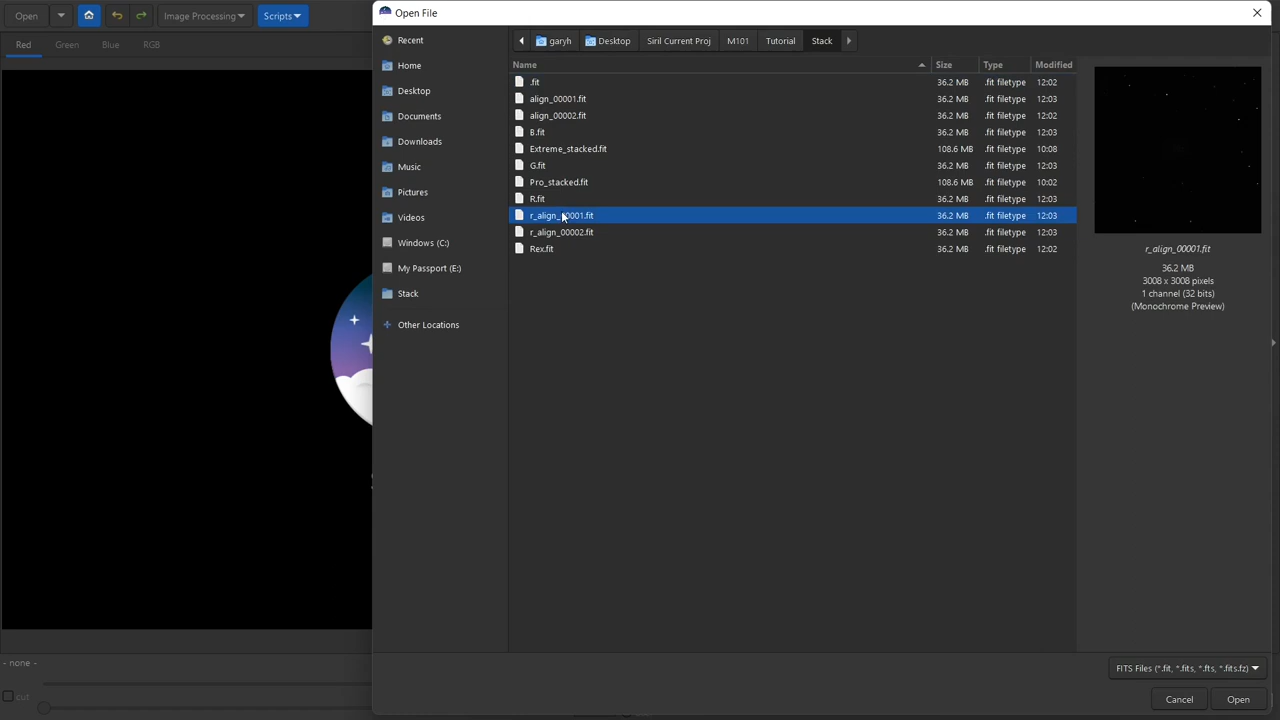 Open File
Open
Image Processing
Scripts
Red
Green
Blue
RGB
Recent
Home
Desktop
Documents
Downloads
Music
Pictures
Videos
Windows (C:)
My Passport (E:)
Stack
Other Locations
garyh
Desktop
Siril Current Proj
M101
Tutorial
Stack
Name
Size
Type
Modified
.fit 36.2 MB .fit filetype 12:02
align_00001.fit 36.2 MB .fit filetype 12:03
align_00002.fit 36.2 MB .fit filetype 12:02
B.fit 36.2 MB .fit filetype 12:03
Extreme_stacked.fit 108.6 MB .fit filetype 10:08
G.fit 36.2 MB .fit filetype 12:03
Pro_stacked.fit 108.6 MB .fit filetype 10:02
R.fit 36.2 MB .fit filetype 12:03
r_align_00001.fit 36.2 MB .fit filetype 12:03
r_align_00002.fit 36.2 MB .fit filetype 12:03
Rex.fit 36.2 MB .fit filetype 12:02
r_align_00001.fit
36.2 MB
3008 x 3008 pixels
1 channel (32 bits)
(Monochrome Preview)
- none -
cut
FITS Files (*.fit, *.fits, *.fts, *.fits.fz)
Cancel
Open